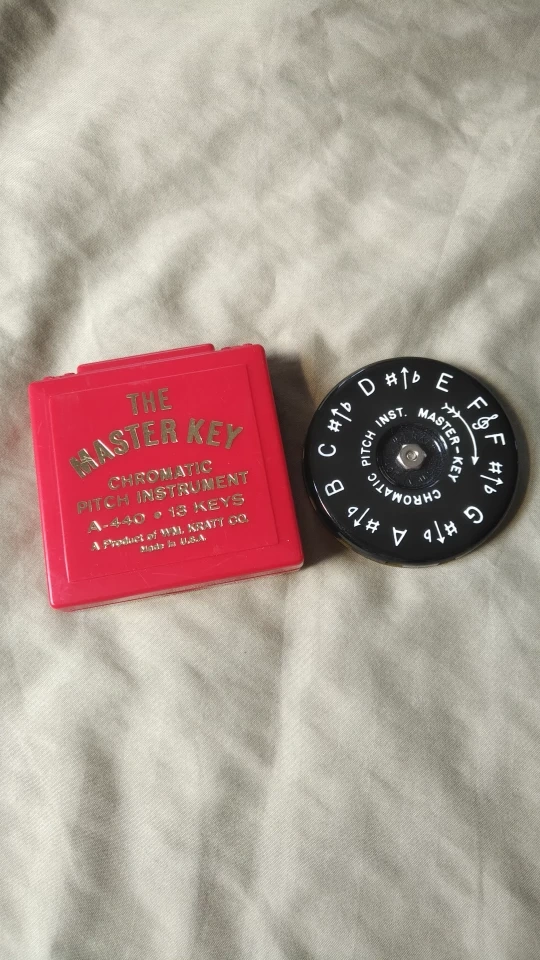 THE
MASTER KEY
CHROMATIC
PITCH INSTRUMENT
A-440 • 13 KEYS
A Product of WM. KRATT CO.
Made in U.S.A.
F F ♯↑♭ G ♯↑♭ A ♯↑♭ B C ♯↑♭ D ♯↑♭ E
MASTER-KEY
CHROMATIC PITCH INST.